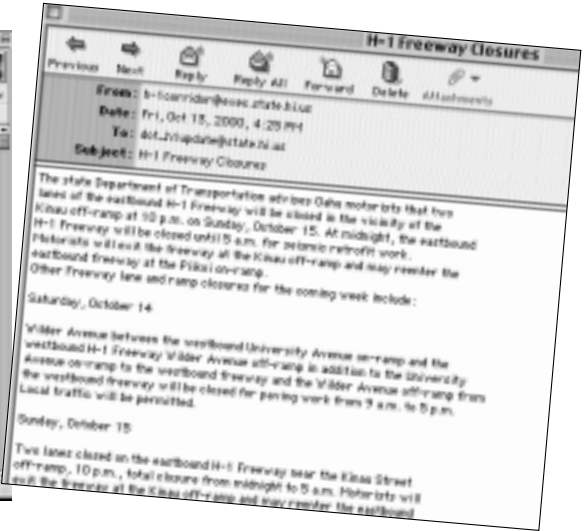 H-1 Freeway Closures
Previous Next Reply Reply All Forward Delete Attachments
From: h-1corridor@exec.state.hi.us
Date: Fri, Oct 13, 2000, 4:25 PM
To:
Subject: H-1 Freeway Closures
The state Department of Transportation advises Oahu motorists that two
lanes of the eastbound H-1 Freeway will be closed in the vicinity of the
Kinau off-ramp at 10 p.m. on Sunday, October 15. At midnight, the eastbound
H-1 freeway will be closed until 5 a.m. for seismic retrofit work.
Motorists will exit the freeway at the Kinau off-ramp and may reenter the
eastbound freeway at the Piikoi on-ramp.
Other Freeway lane and ramp closures for the coming week include:
Saturday, October 14
Wilder Avenue between the westbound University Avenue on-ramp and the
westbound H-1 Freeway Wilder Avenue off-ramp in addition to the University
Avenue on-ramp to the westbound freeway and the Wilder Avenue off-ramp from
the westbound freeway will be closed for paving work from 9 a.m. to 5 p.m.
Local traffic will be permitted.
Sunday, October 15
Two lanes closed on the eastbound H-1 Freeway near the Kinau Street
off-ramp, 10 p.m., total closure from midnight to 5 a.m. Motorists will
exit the freeway at the Kinau off-ramp and may reenter the eastbound